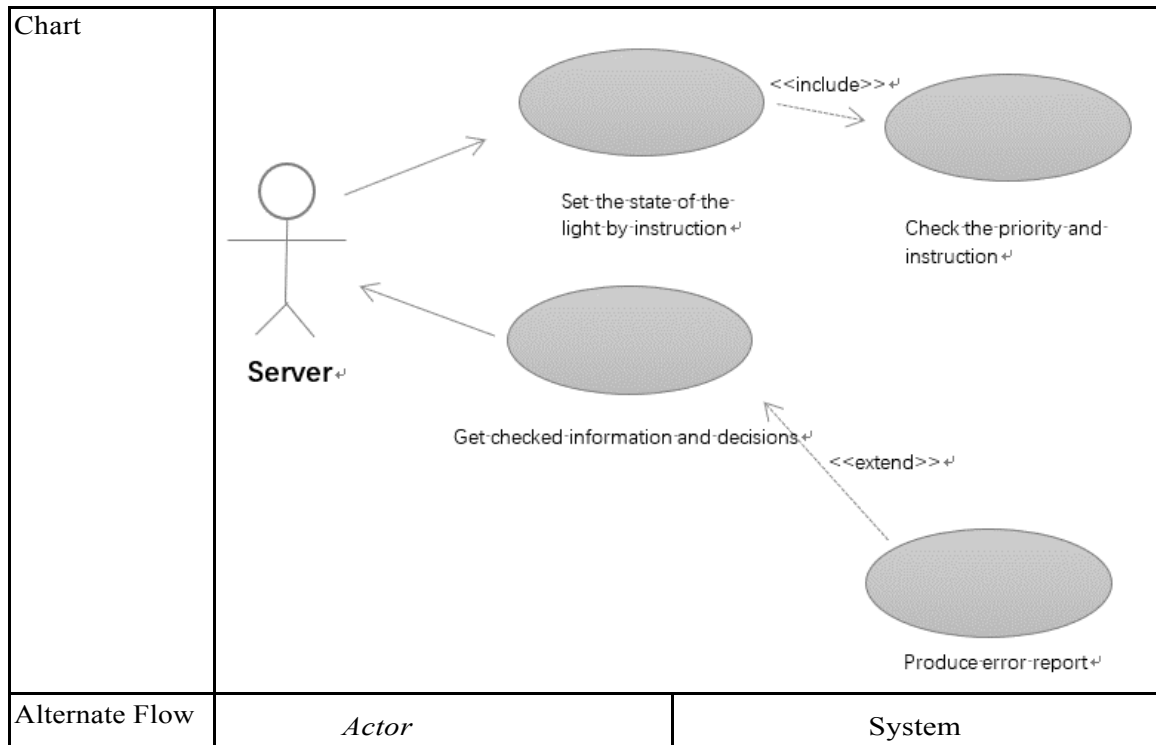 Chart
<<include>>
Set the state of the
light by instruction
Check the priority and
instruction
Server
Get checked information and decisions
<<extend>>
Produce error report
Alternate Flow
Actor
System